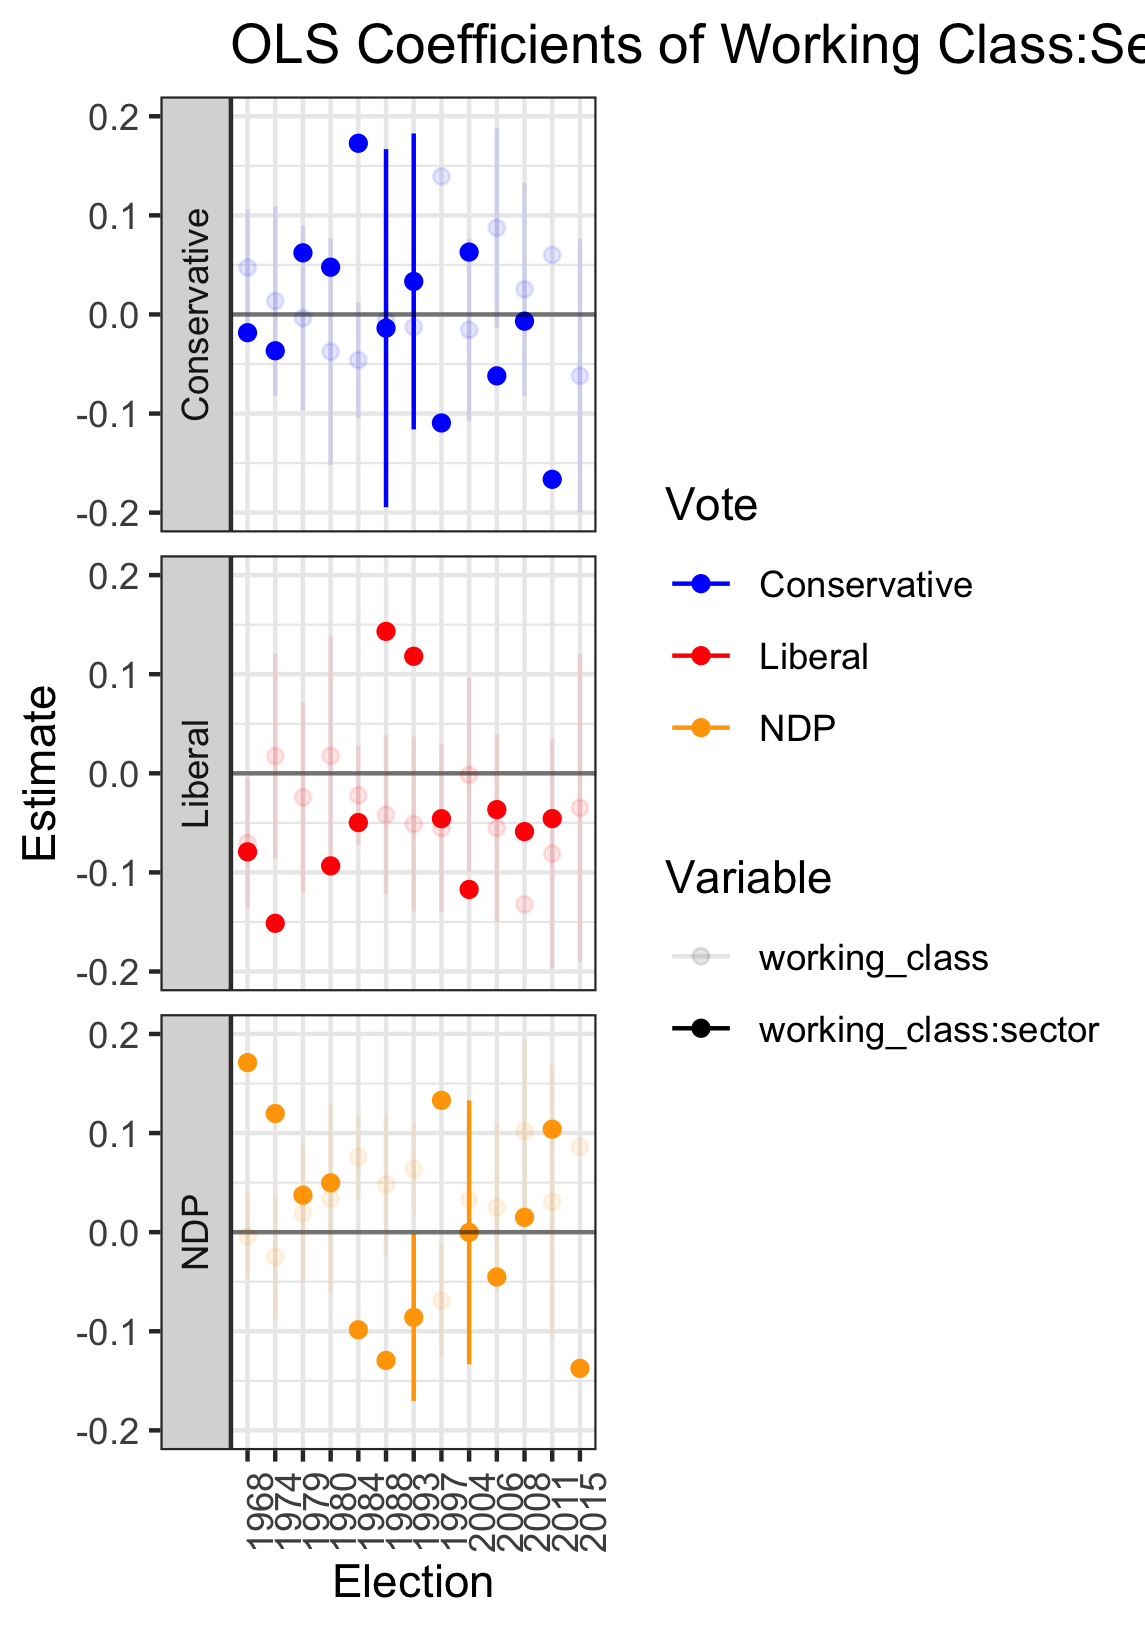 OLS Coefficients of Working Class:Se
0.2
0.1
0.0
-0.1
-0.2
Conservative
0.2
0.1
0.0
-0.1
-0.2
Liberal
0.2
0.1
0.0
-0.1
-0.2
NDP
Estimate
1968
1974
1979
1980
1984
1988
1993
1997
2004
2006
2008
2011
2015
Election
Vote
Conservative
Liberal
NDP
Variable
working_class
working_class:sector